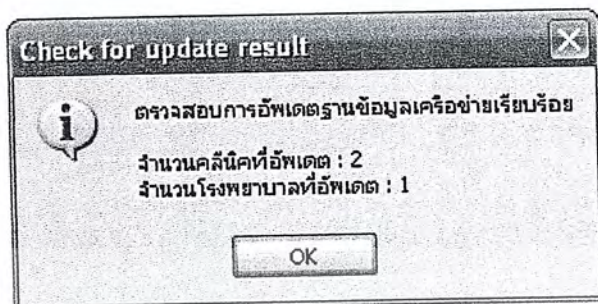 Check for update result
ตรวจสอบการอัพเดตฐานข้อมูลเครือข่ายเรียบร้อย
จำนวนคลีนิคที่อัพเดต : 2
จำนวนโรงพยาบาลที่อัพเดต : 1
OK